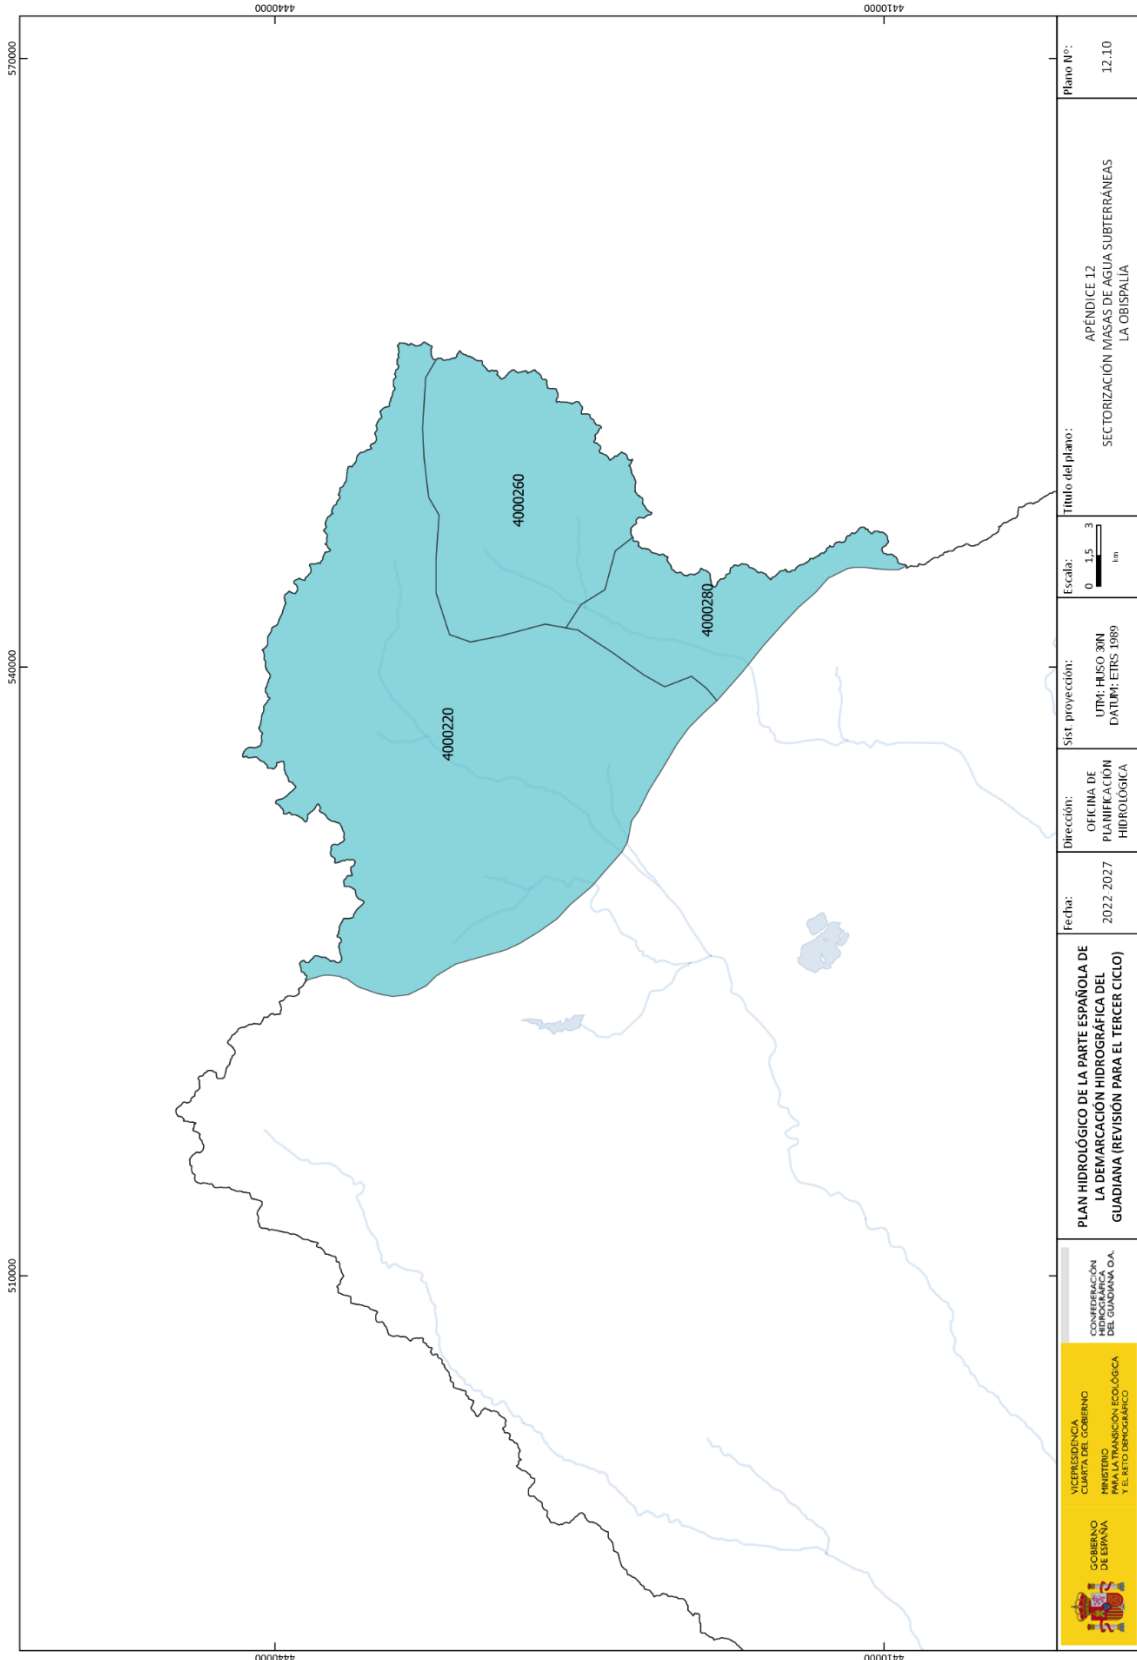 510000
540000
570000
4440000
4440000
4410000
4410000
4000220
4000260
4000280
GOBIERNO
DE ESPAÑA
VICEPRESIDENCIA
CUARTA DEL GOBIERNO
MINISTERIO
PARA LA TRANSICIÓN ECOLÓGICA
Y EL RETO DEMOGRÁFICO
CONFEDERACIÓN
HIDROGRÁFICA
DEL GUADIANA O.A.
PLAN HIDROLÓGICO DE LA PARTE ESPAÑOLA DE
LA DEMARCACIÓN HIDROGRÁFICA DEL
GUADIANA (REVISIÓN PARA EL TERCER CICLO)
Fecha:
2022-2027
Dirección:
OFICINA DE
PLANIFICACIÓN
HIDROLÓGICA
Sist. proyección:
UTM: HUSO 30N
DATUM: ETRS 1989
Escala:
0 1,5 3
km
Título del plano:
APÉNDICE 12
SECTORIZACIÓN MASAS DE AGUA SUBTERRÁNEAS
LA OBISPALÍA
Plano Nº:
12.10